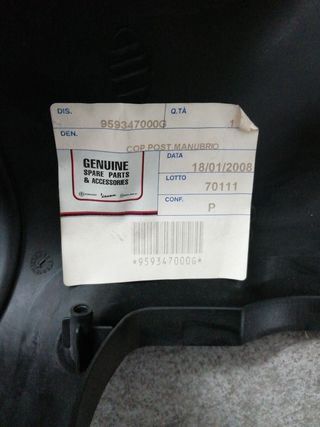 DIS. 959347000G Q.TÀ 1
DEN. COP.POST.MANUBRIO
GENUINE
SPARE PARTS
& ACCESSORIES
DATA 18/01/2008
LOTTO 70111
CONF. P
*959347000G*